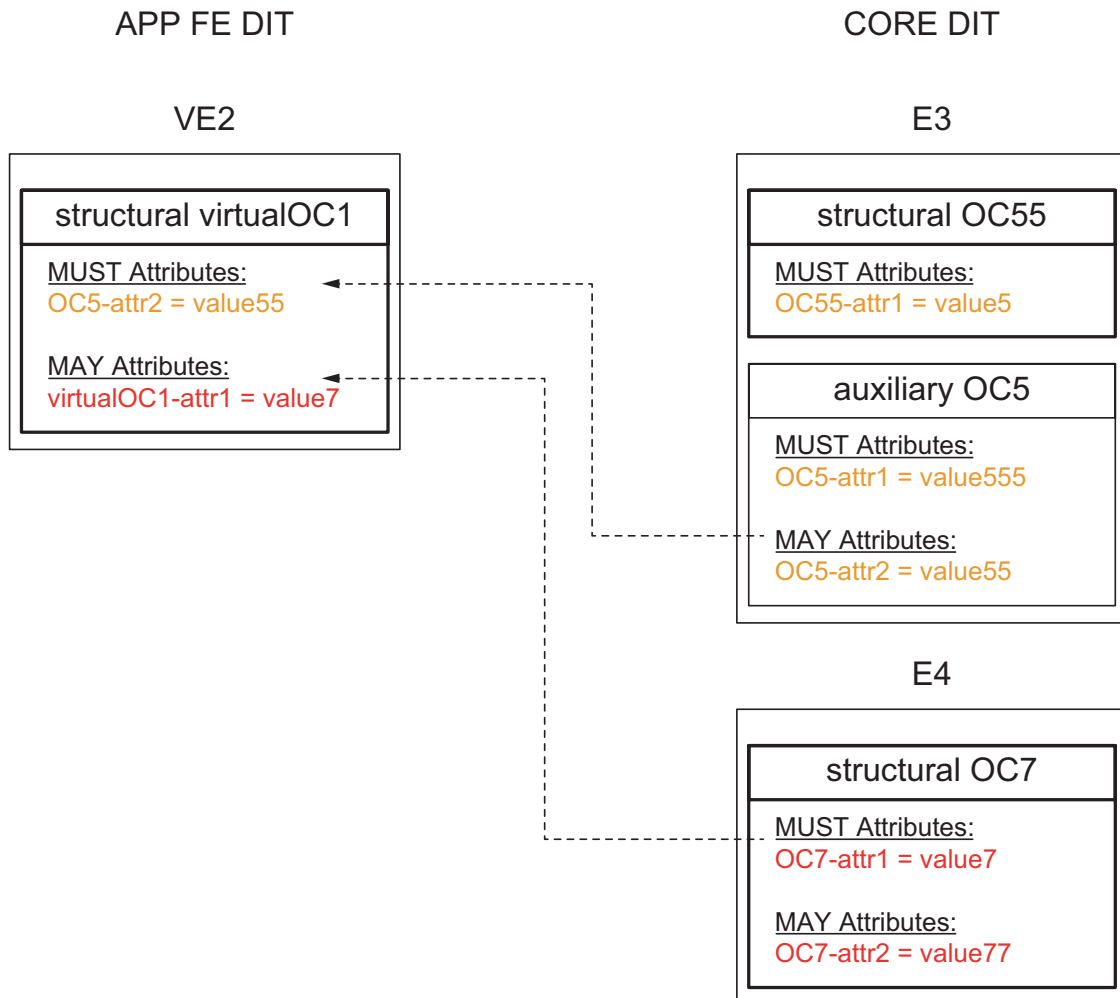 APP FE DIT
CORE DIT
VE2
structural virtualOC1
MUST Attributes:
OC5-attr2 = value55
MAY Attributes:
virtualOC1-attr1 = value7
E3
structural OC55
MUST Attributes:
OC55-attr1 = value5
auxiliary OC5
MUST Attributes:
OC5-attr1 = value555
MAY Attributes:
OC5-attr2 = value55
E4
structural OC7
MUST Attributes:
OC7-attr1 = value7
MAY Attributes:
OC7-attr2 = value77